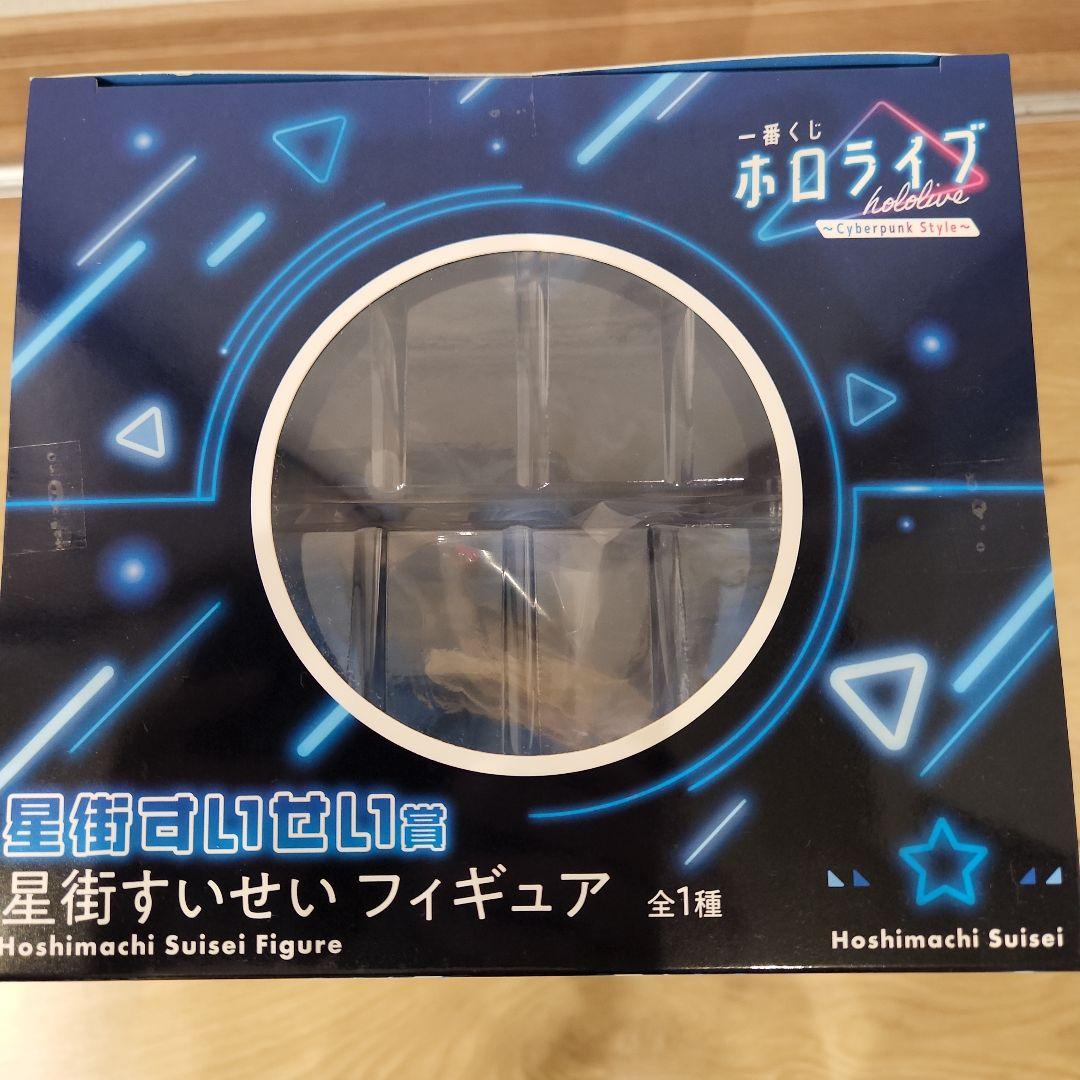 一番くじ
ホロライブ
hololive
～Cyberpunk Style～
星街すいせい賞
星街すいせい フィギュア 全1種
Hoshimachi Suisei Figure
Hoshimachi Suisei